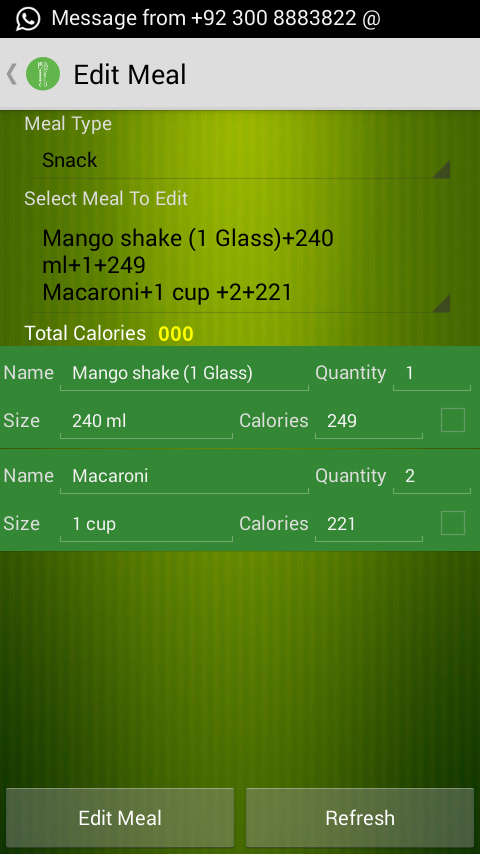 Message from +92 300 8883822 @
Edit Meal
Meal Type
Snack
Select Meal To Edit
Mango shake (1 Glass)+240
ml+1+249
Macaroni+1 cup +2+221
Total Calories 000
Name Mango shake (1 Glass) Quantity 1
Size 240 ml Calories 249
Name Macaroni Quantity 2
Size 1 cup Calories 221
Edit Meal Refresh